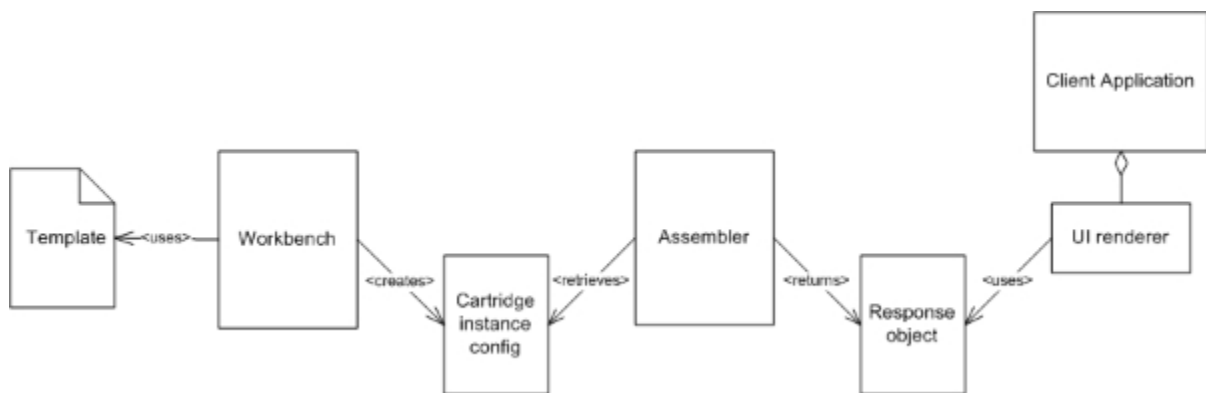 Client Application
Template
<uses>
Workbench
<creates>
Cartridge
instance
config
<retrieves>
Assembler
<returns>
Response
object
<uses>
UI renderer